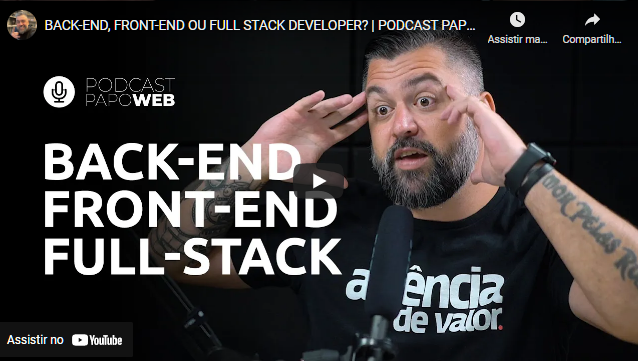 BACK-END, FRONT-END OU FULL STACK DEVELOPER? | PODCAST PAP...
Assistir ma...
Compartilh...
PODCAST
PAPOWEB
BACK-END
FRONT-END
FULL-STACK
de valor.
Assistir no YouTube